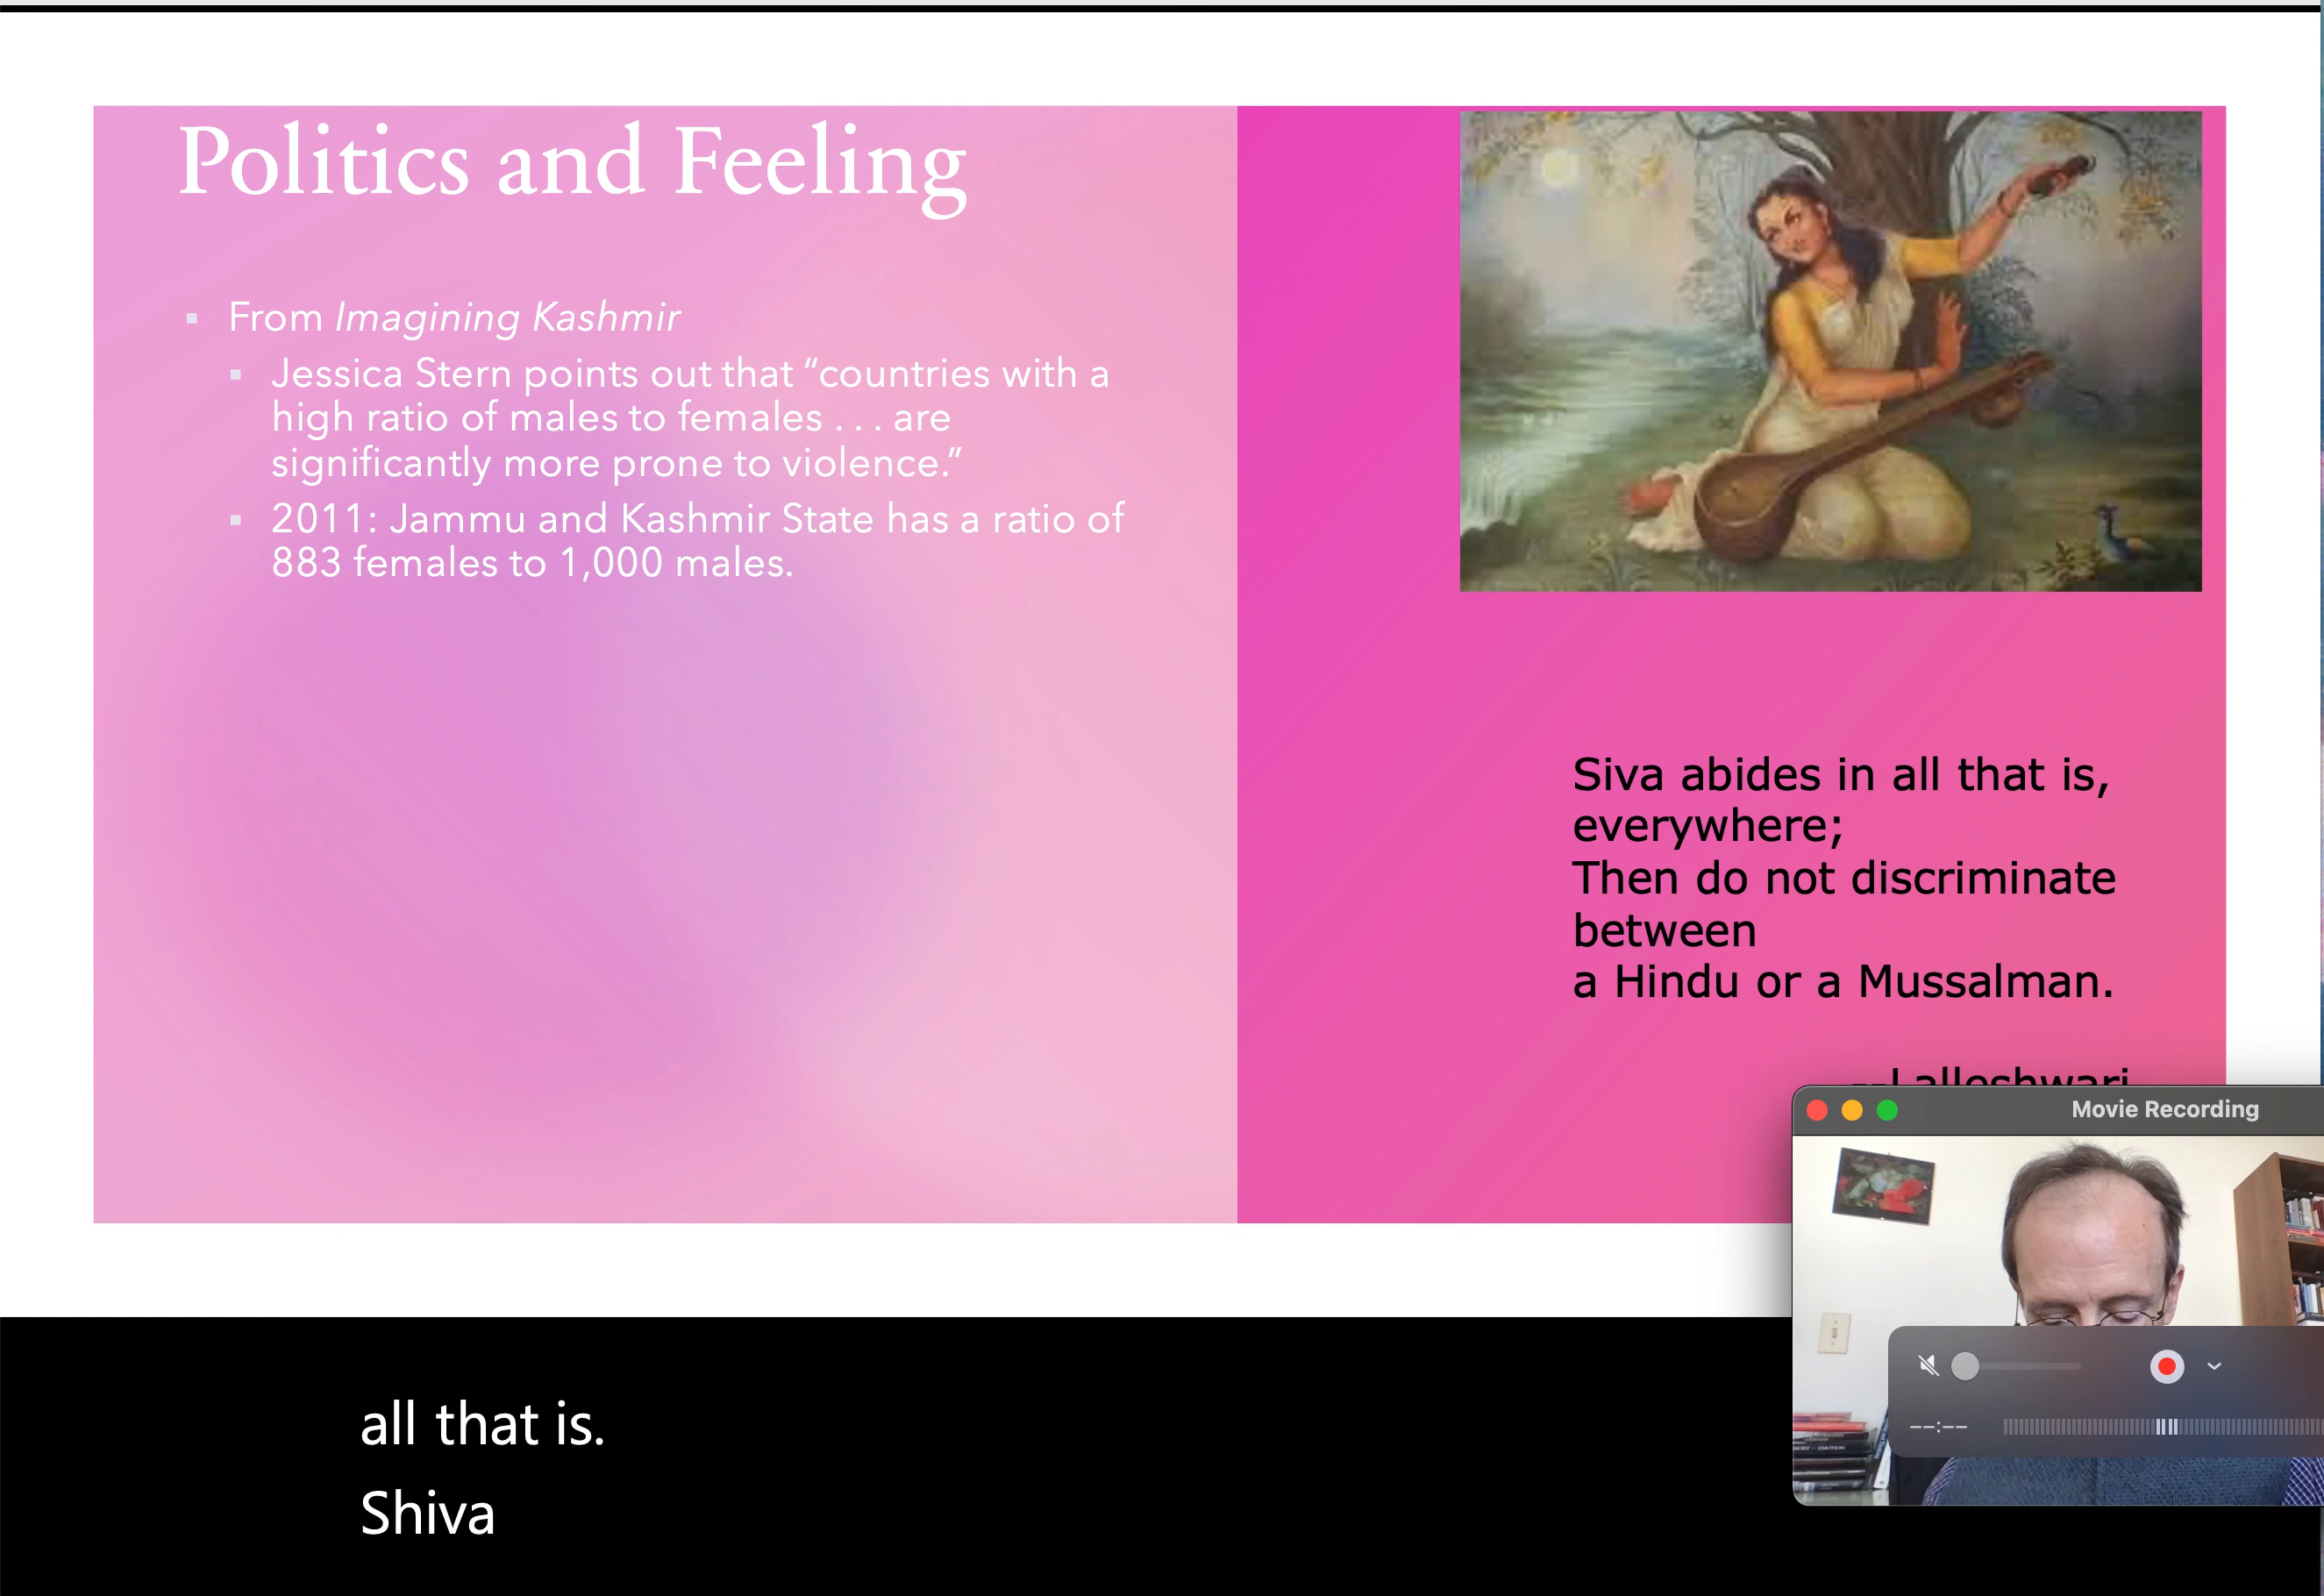 Politics and Feeling
From Imagining Kashmir
Jessica Stern points out that “countries with a
high ratio of males to females . . . are
significantly more prone to violence.”
2011: Jammu and Kashmir State has a ratio of
883 females to 1,000 males.
Siva abides in all that is,
everywhere;
Then do not discriminate
between
a Hindu or a Mussalman.
--Lalleshwari
Movie Recording
--:--
all that is.
Shiva